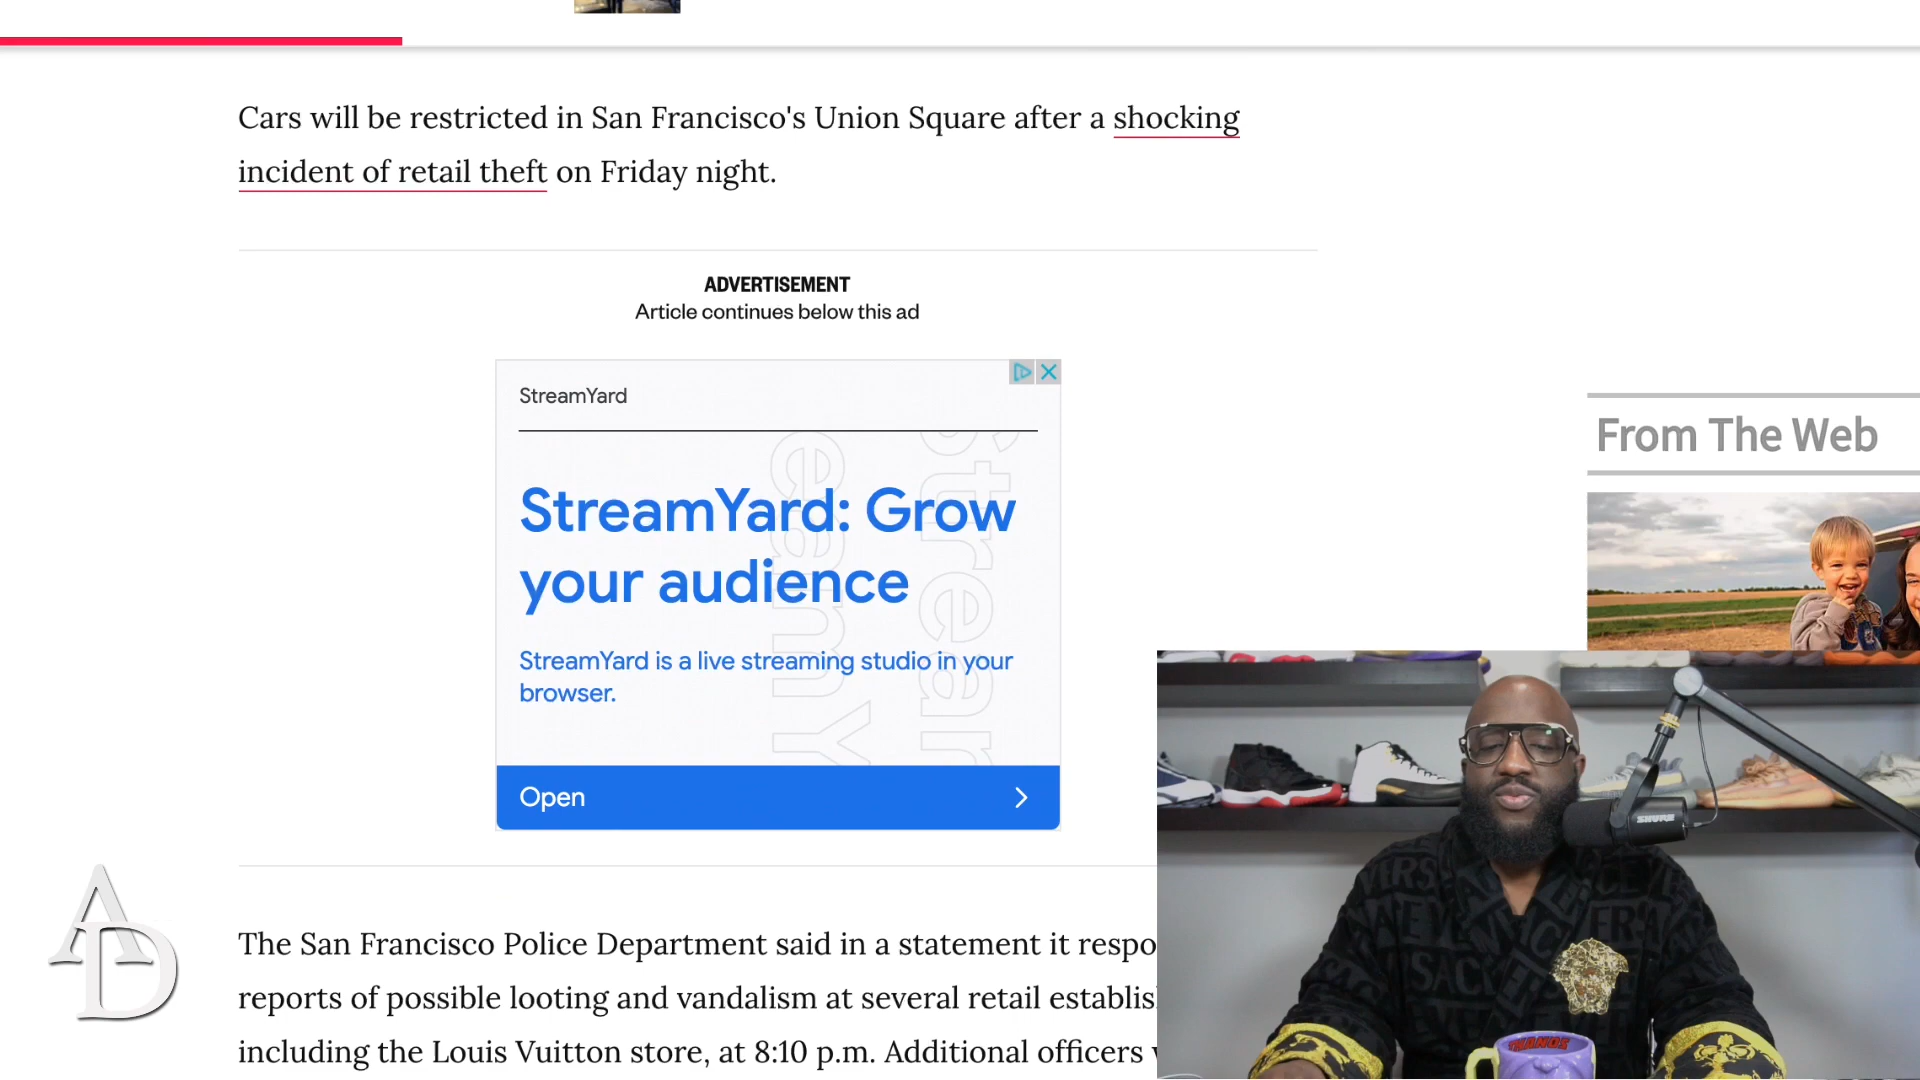 Cars will be restricted in San Francisco's Union Square after a shocking
incident of retail theft on Friday night.
ADVERTISEMENT
Article continues below this ad
StreamYard
StreamYard: Grow
your audience
StreamYard is a live streaming studio in your
browser.
Open
From The Web
SHURE
THANOS
AD
The San Francisco Police Department said in a statement it respo
reports of possible looting and vandalism at several retail establis
including the Louis Vuitton store, at 8:10 p.m. Additional officers